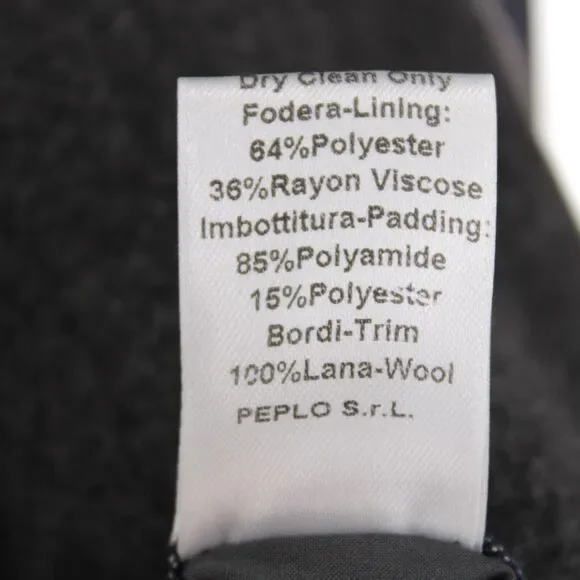 Dry Clean Only
Fodera-Lining:
64%Polyester
36%Rayon Viscose
Imbottitura-Padding:
85%Polyamide
15%Polyester
Bordi-Trim
100%Lana-Wool
PEPLO S.r.L.